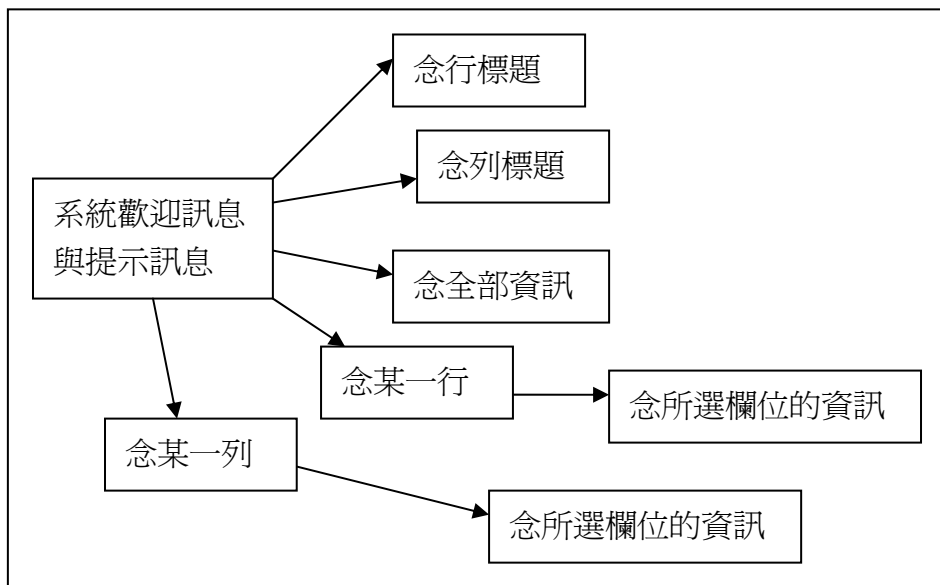 念行標題
念列標題
系統歡迎訊息
與提示訊息
念全部資訊
念某一行
念所選欄位的資訊
念某一列
念所選欄位的資訊